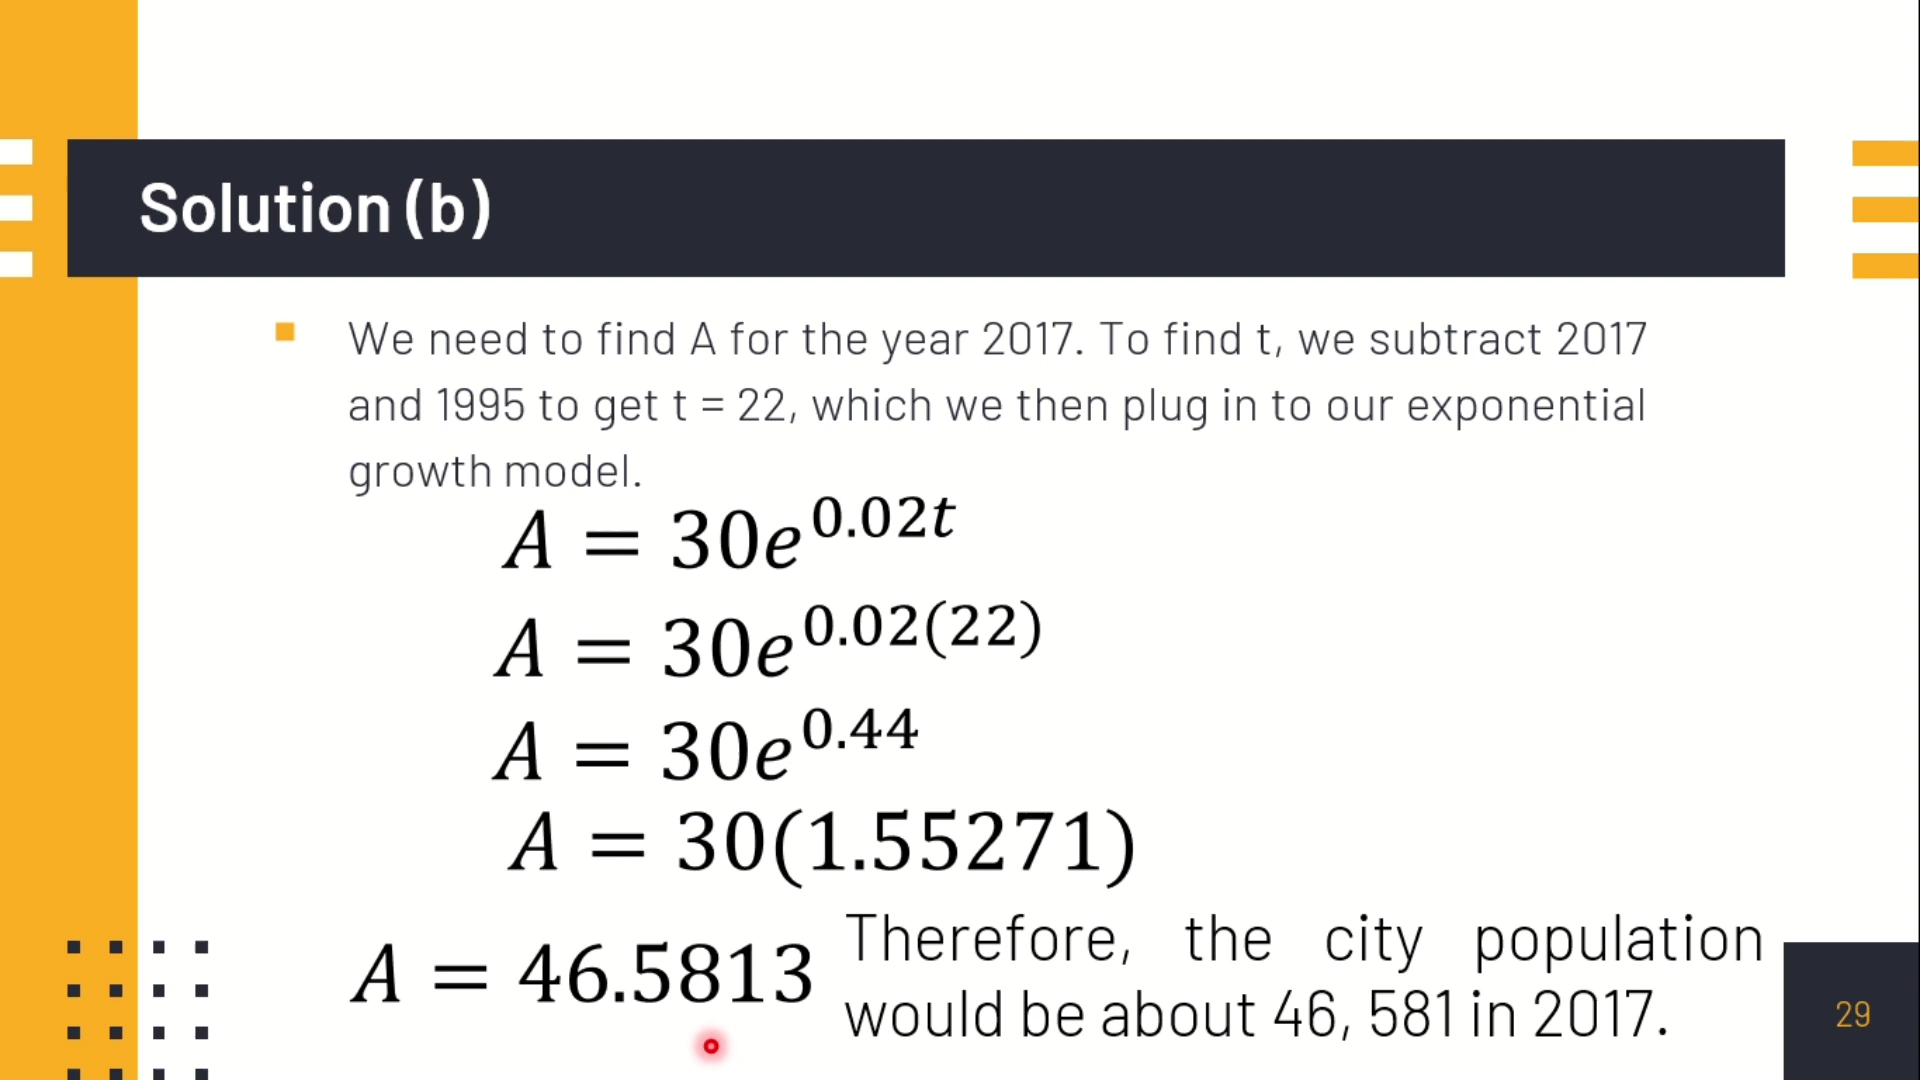 Solution (b)
We need to find A for the year 2017. To find t, we subtract 2017
and 1995 to get t = 22, which we then plug in to our exponential
growth model.
A = 30e^{0.02t}
A = 30e^{0.02(22)}
A = 30e^{0.44}
A = 30(1.55271)
A = 46.5813
Therefore, the city population
would be about 46, 581 in 2017.
29